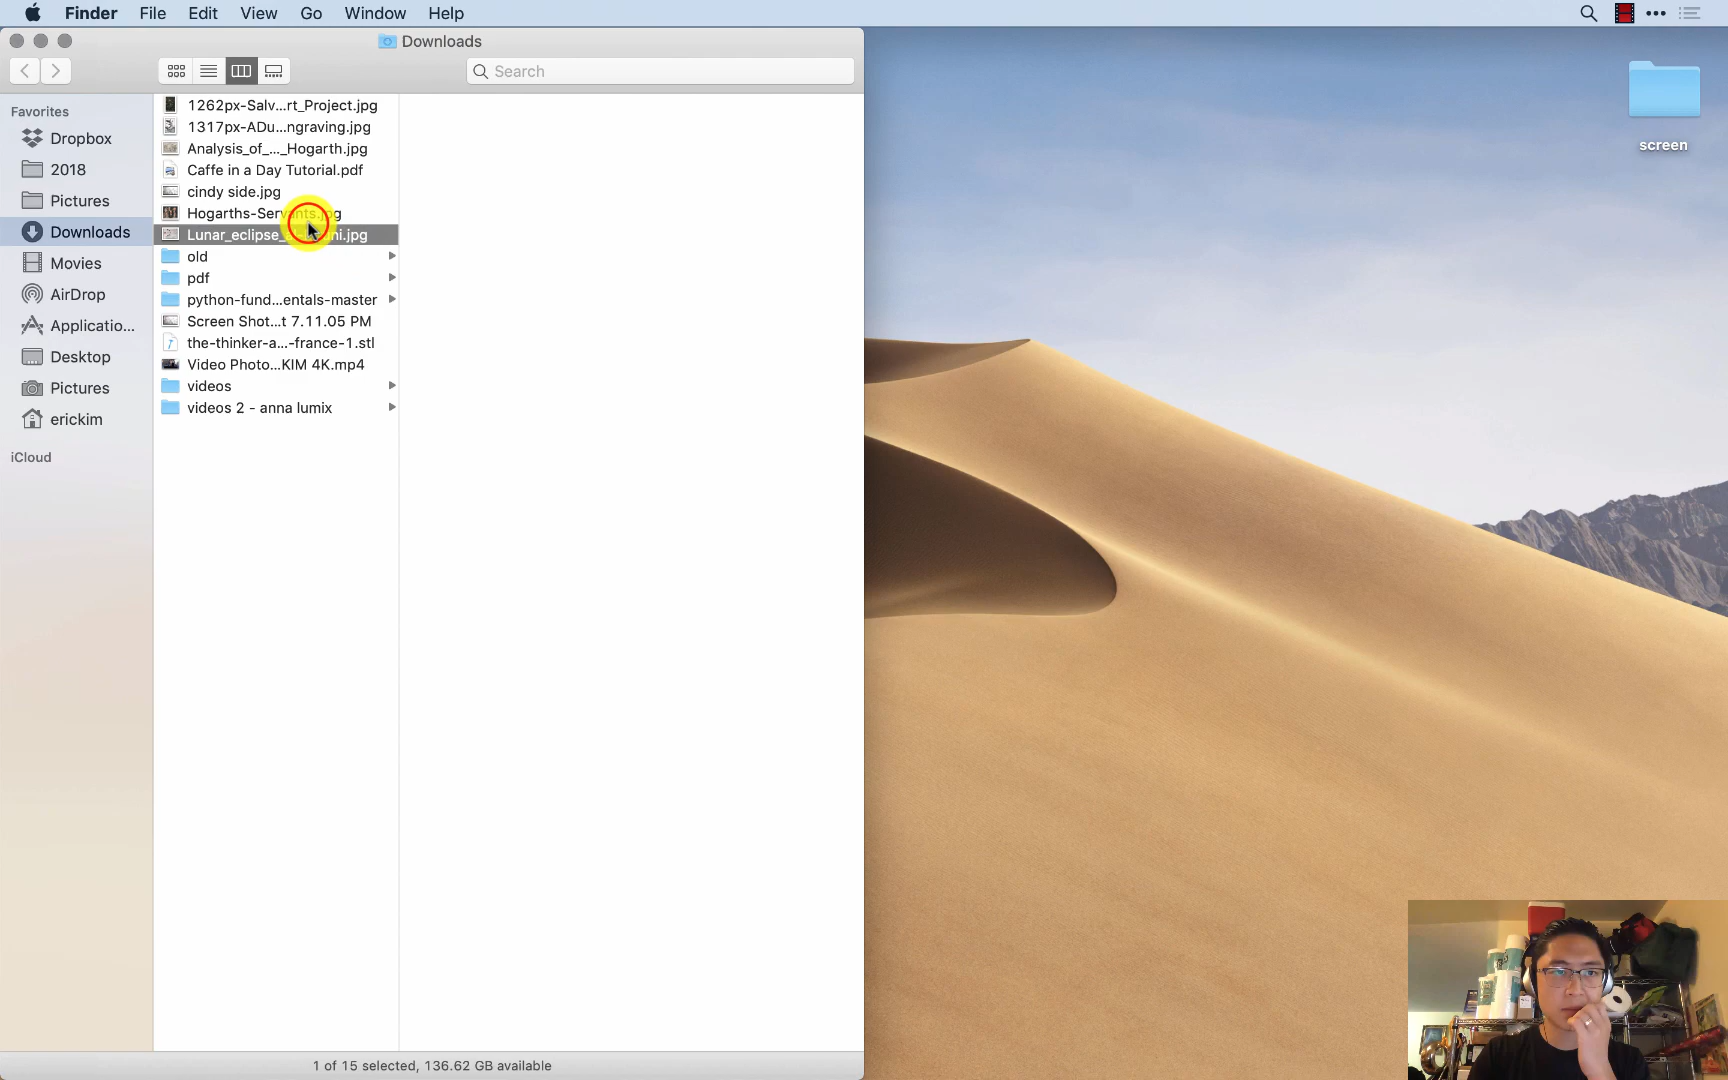 Finder File Edit View Go Window Help
Downloads
Search
Favorites
Dropbox
2018
Pictures
Downloads
Movies
AirDrop
Applicatio...
Desktop
Pictures
erickim
iCloud
1262px-Salv...rt_Project.jpg
1317px-ADu...ngraving.jpg
Analysis_of_..._Hogarth.jpg
Caffe in a Day Tutorial.pdf
cindy side.jpg
Hogarths-Servants.jpg
Lunar_eclipse_
old
pdf
python-fund...entals-master
Screen Shot...t 7.11.05 PM
the-thinker-a...-france-1.stl
Video Photo...KIM 4K.mp4
videos
videos 2 - anna lumix
1 of 15 selected, 136.62 GB available
screen